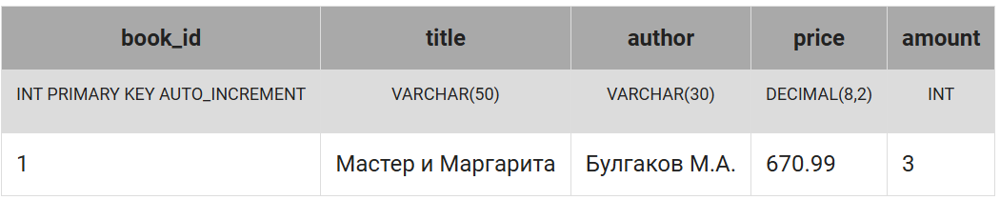 book_id title author price amount
INT PRIMARY KEY AUTO_INCREMENT VARCHAR(50) VARCHAR(30) DECIMAL(8,2) INT
1 Мастер и Маргарита Булгаков М.А. 670.99 3